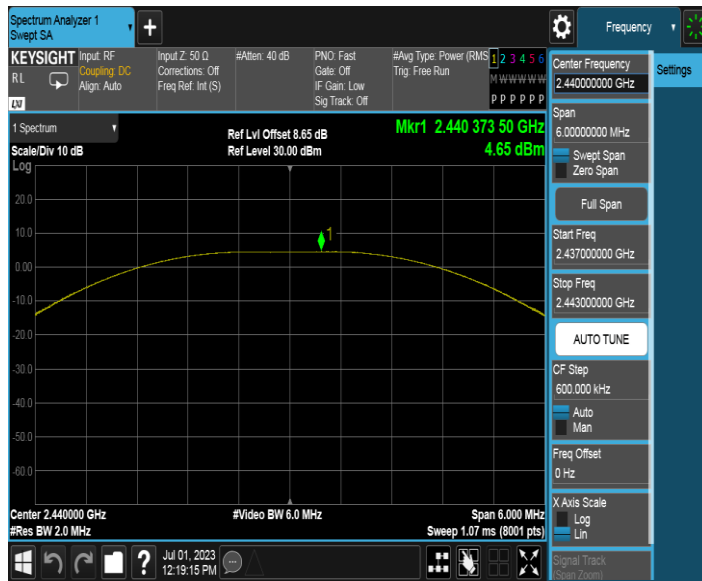 Spectrum Analyzer 1
Swept SA
Frequency
KEYSIGHT
RL
LXI
Input: RF
Coupling: DC
Align: Auto
Input Z: 50 Ω
Corrections: Off
Freq Ref: Int (S)
#Atten: 40 dB
PNO: Fast
Gate: Off
IF Gain: Low
Sig Track: Off
#Avg Type: Power (RMS
Trig: Free Run
1 2 3 4 5 6
M W W W W W
P P P P P P
Center Frequency
2.440000000 GHz
Settings
Span
6.00000000 MHz
Swept Span
Zero Span
Full Span
Start Freq
2.437000000 GHz
Stop Freq
2.443000000 GHz
AUTO TUNE
CF Step
600.000 kHz
Auto
Man
Freq Offset
0 Hz
X Axis Scale
Log
Lin
Signal Track
(Span Zoom)
1 Spectrum
Scale/Div 10 dB
Log
Ref Lvl Offset 8.65 dB
Ref Level 30.00 dBm
Mkr1 2.440 373 50 GHz
4.65 dBm
20.0
10.0
1
0.00
-10.0
-20.0
-30.0
-40.0
-50.0
-60.0
Center 2.440000 GHz
#Video BW 6.0 MHz
Span 6.000 MHz
#Res BW 2.0 MHz
Sweep 1.07 ms (8001 pts)
?
Jul 01, 2023
12:19:15 PM